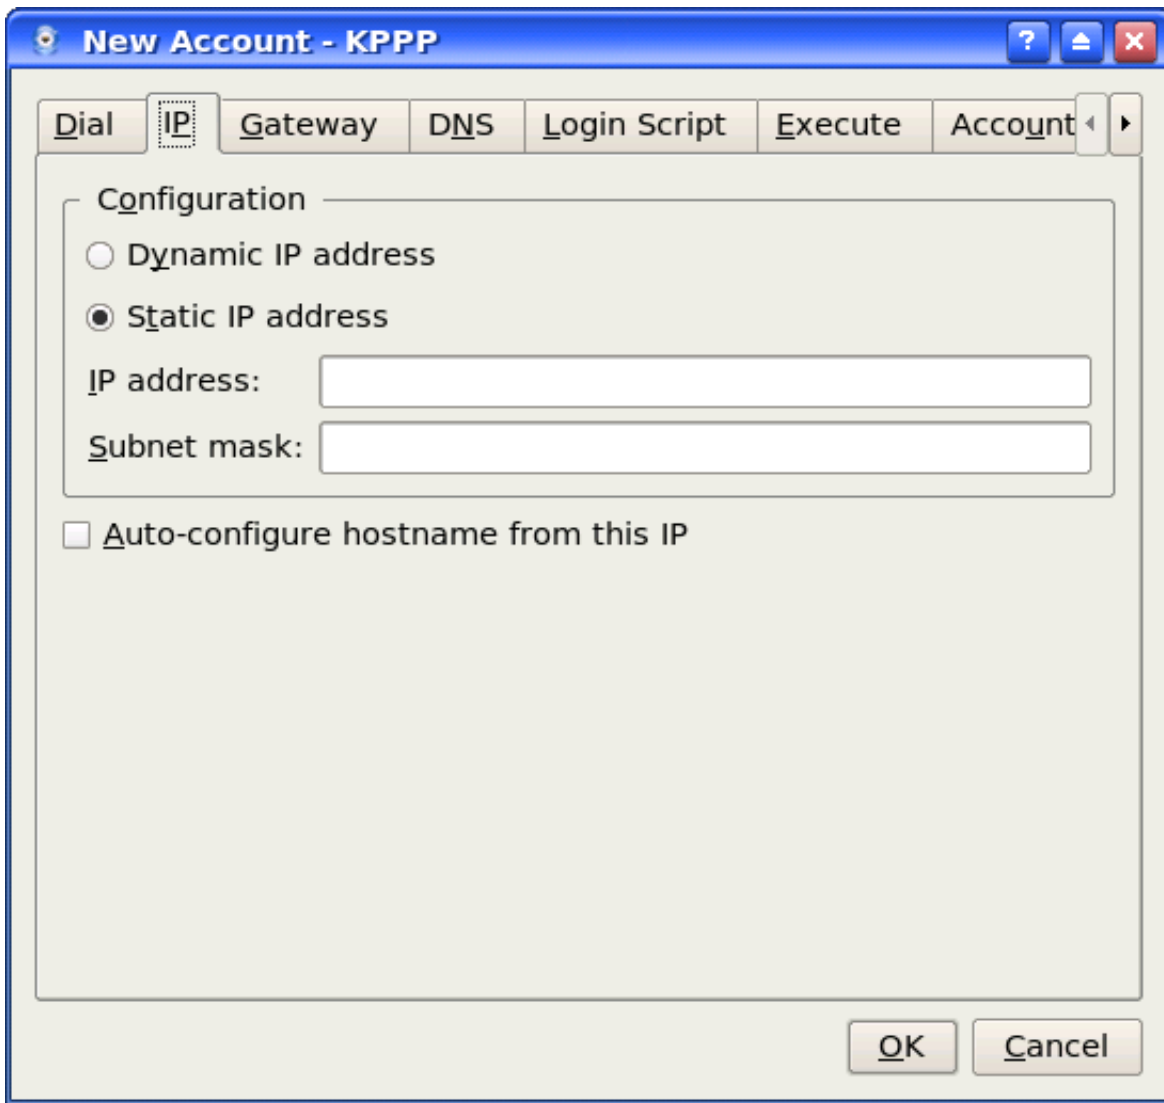 New Account - KPPP
Dial IP Gateway DNS Login Script Execute Account
Configuration
Dynamic IP address
Static IP address
IP address:
Subnet mask:
Auto-configure hostname from this IP
OK Cancel